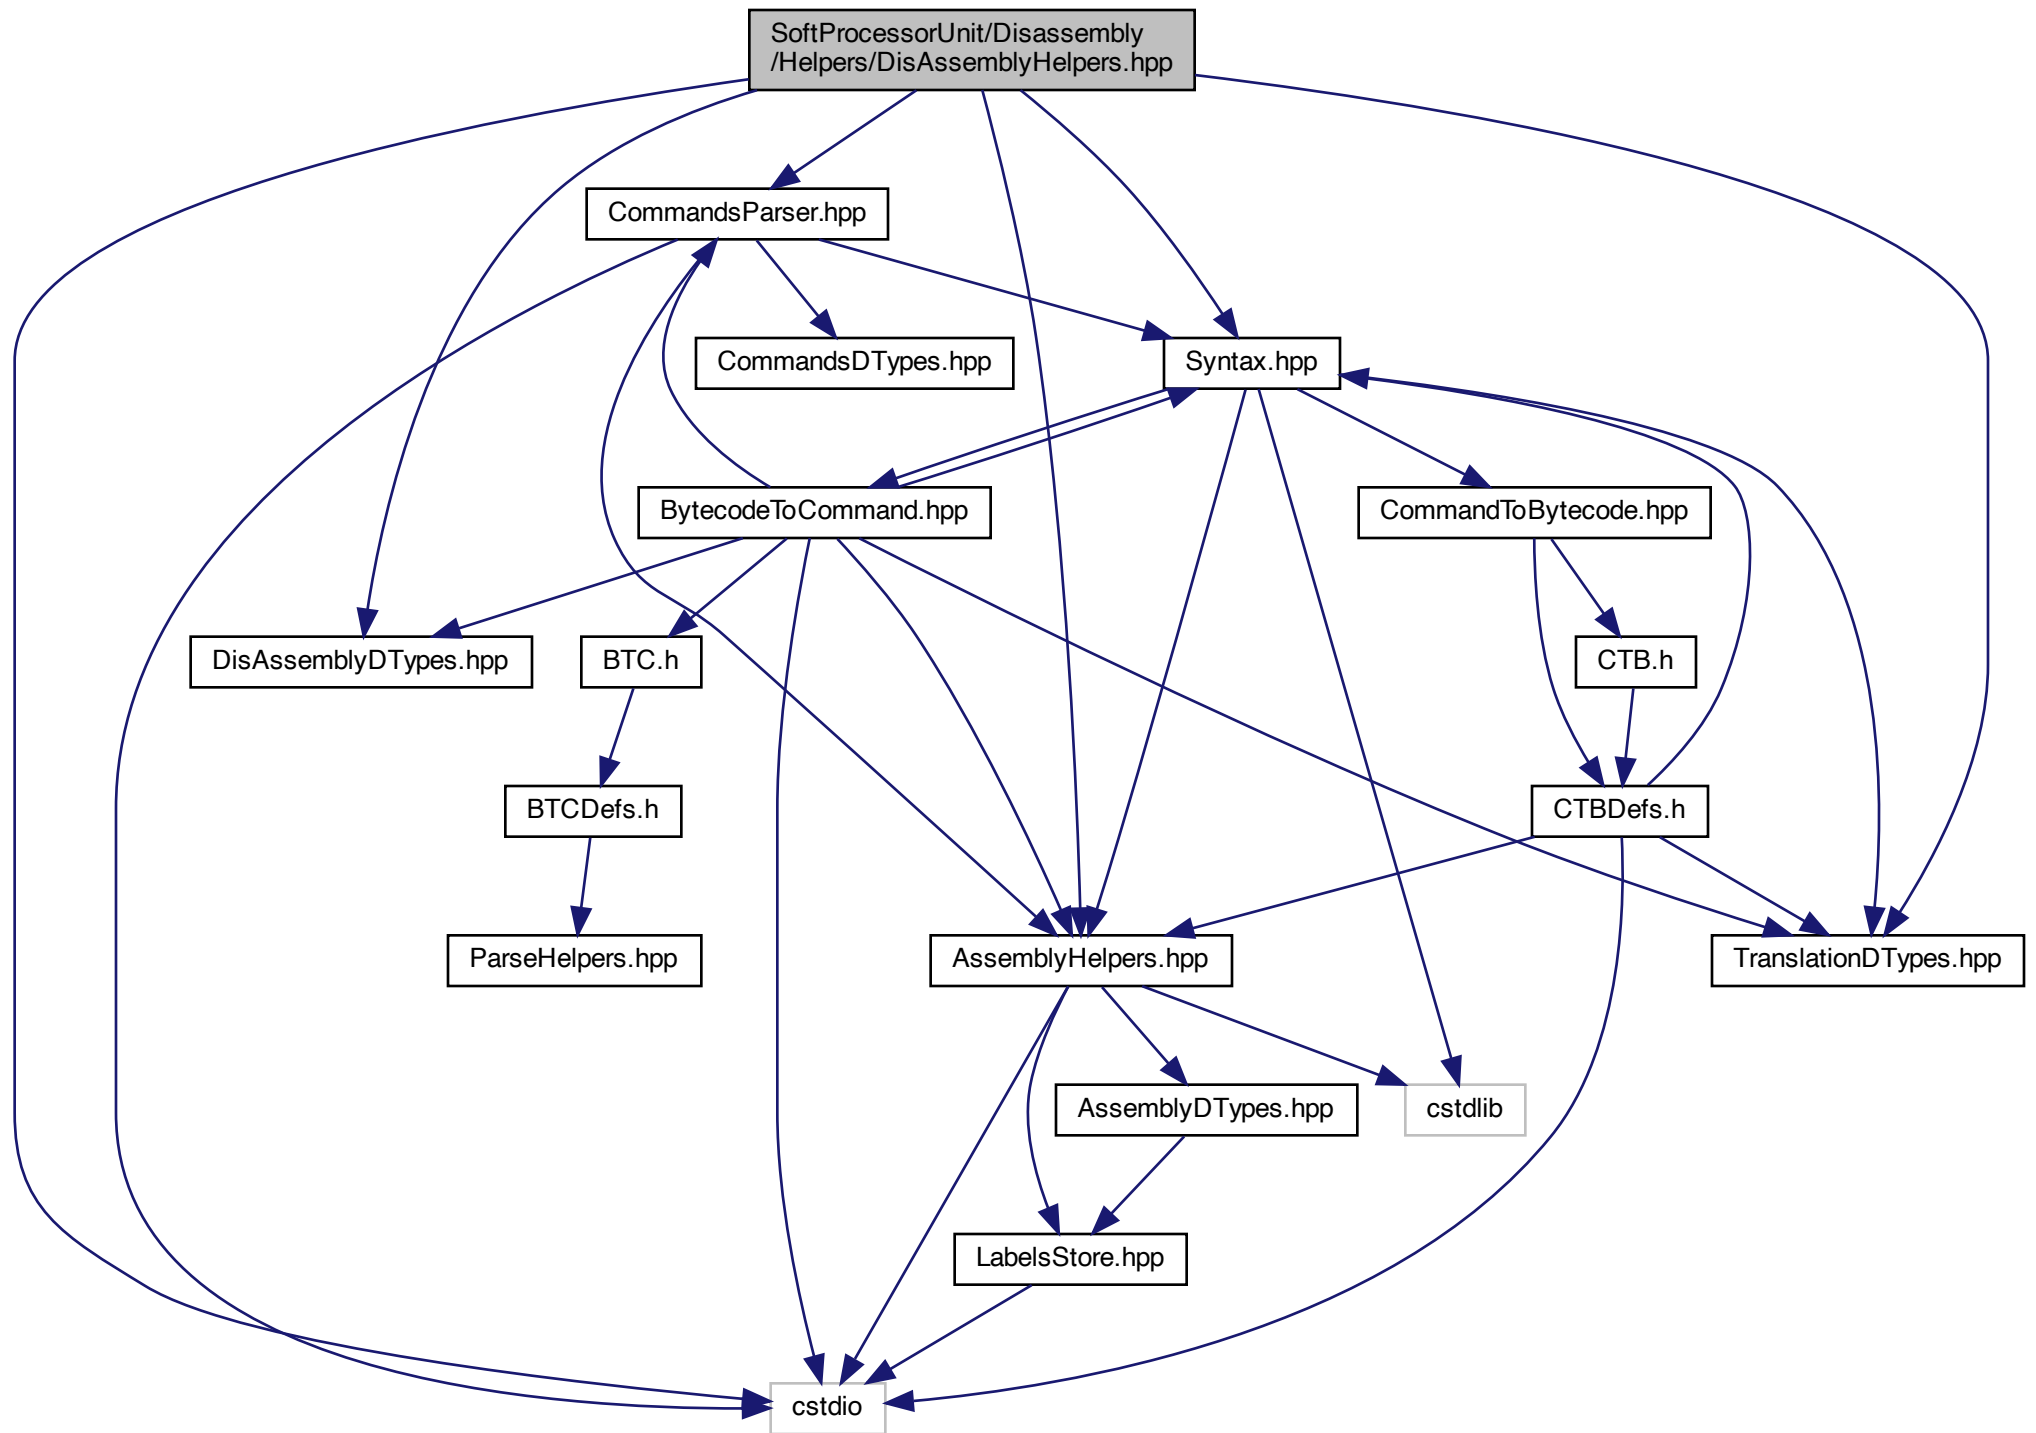 SoftProcessorUnit/Disassembly
/Helpers/DisAssemblyHelpers.hpp
CommandsParser.hpp
CommandsDTypes.hpp
Syntax.hpp
BytecodeToCommand.hpp
CommandToBytecode.hpp
DisAssemblyDTypes.hpp
BTC.h
CTB.h
BTCDefs.h
CTBDefs.h
ParseHelpers.hpp
AssemblyHelpers.hpp
TranslationDTypes.hpp
AssemblyDTypes.hpp
cstdlib
LabelsStore.hpp
cstdio